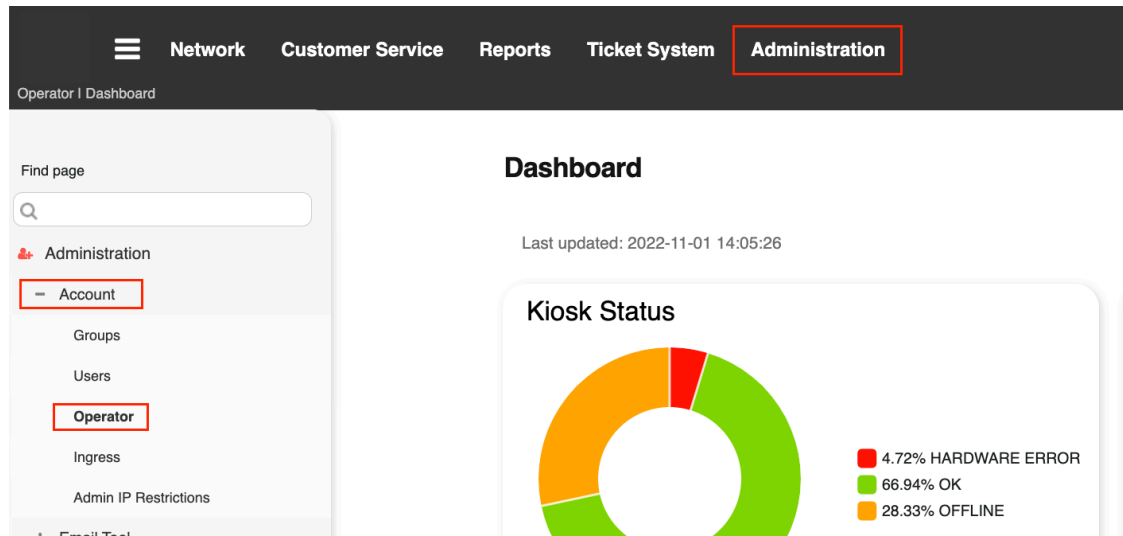 Network Customer Service Reports Ticket System Administration
Operator I Dashboard
Find page
Administration
Account
Groups
Users
Operator
Ingress
Admin IP Restrictions
Email Tool
Dashboard
Last updated: 2022-11-01 14:05:26
Kiosk Status
4.72% HARDWARE ERROR
66.94% OK
28.33% OFFLINE